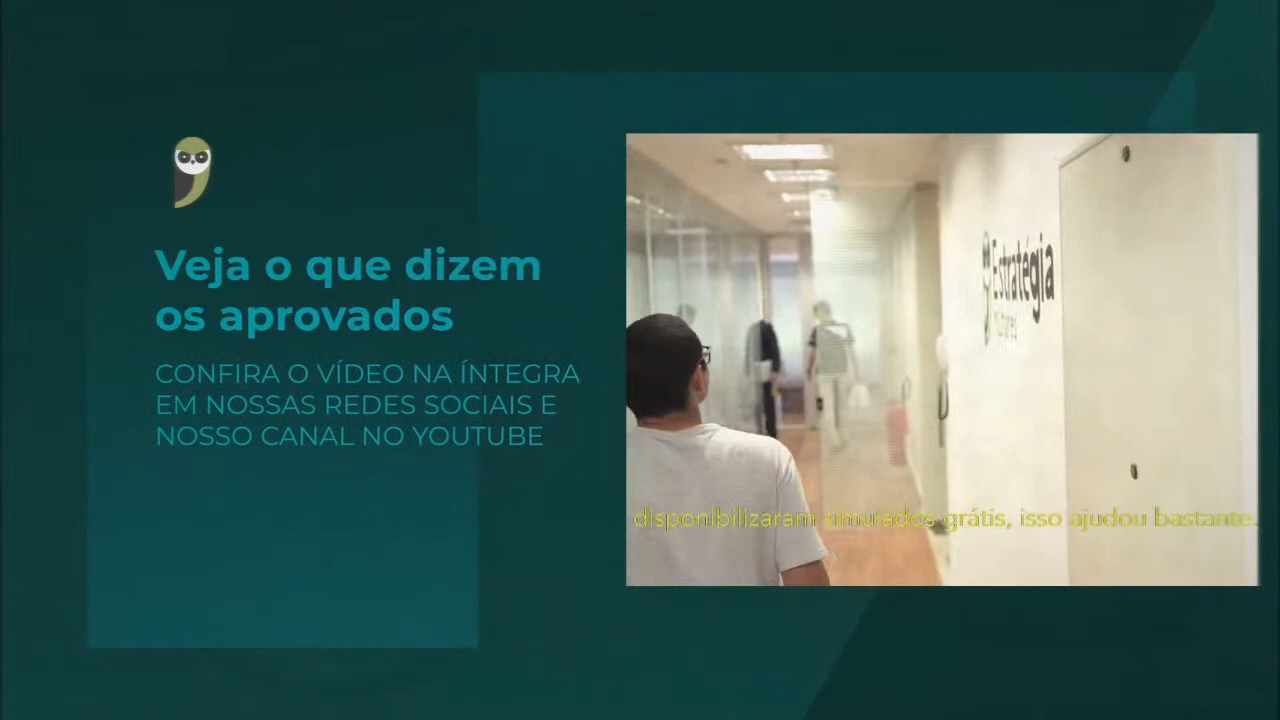 Veja o que dizem
os aprovados
CONFIRA O VÍDEO NA ÍNTEGRA
EM NOSSAS REDES SOCIAIS E
NOSSO CANAL NO YOUTUBE
Estratégia
disponibilizaram simulados grátis, isso ajudou bastante.